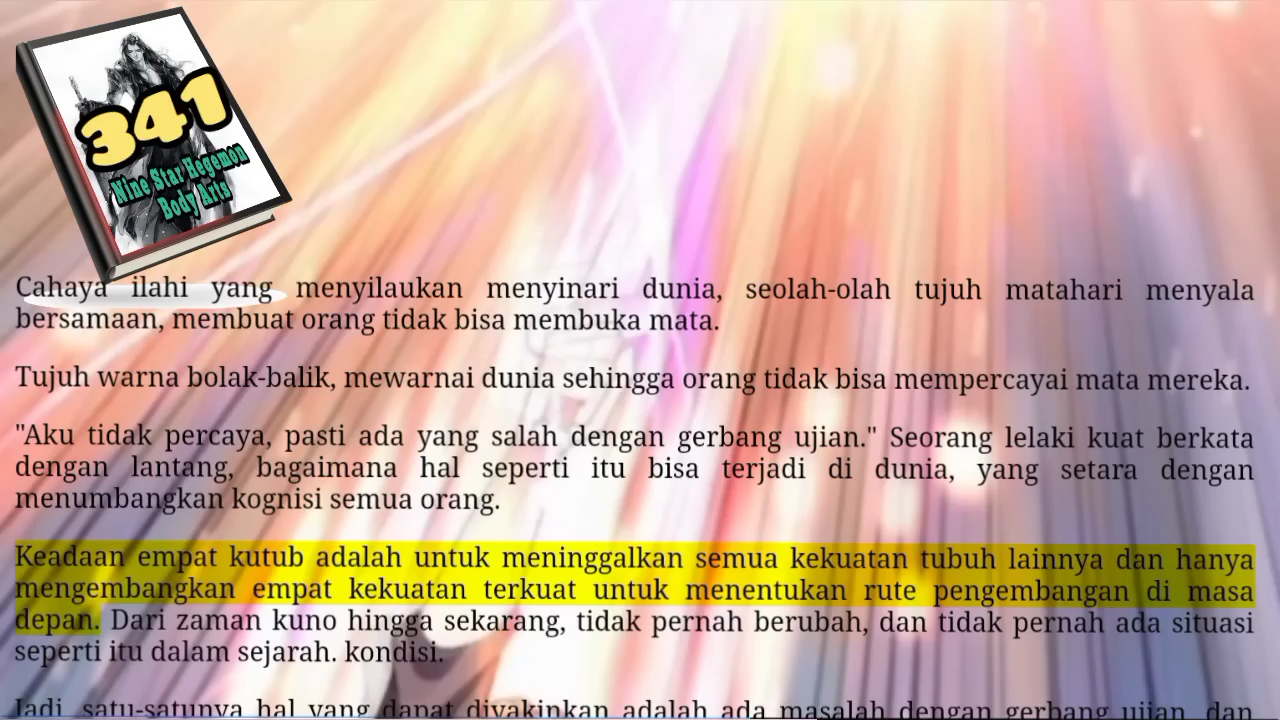 341
Nine Star Hegemon
Body Arts
Cahaya ilahi yang menyilaukan menyinari dunia, seolah-olah tujuh matahari menyala
bersamaan, membuat orang tidak bisa membuka mata.
Tujuh warna bolak-balik, mewarnai dunia sehingga orang tidak bisa mempercayai mata mereka.
"Aku tidak percaya, pasti ada yang salah dengan gerbang ujian." Seorang lelaki kuat berkata
dengan lantang, bagaimana hal seperti itu bisa terjadi di dunia, yang setara dengan
menumbangkan kognisi semua orang.
Keadaan empat kutub adalah untuk meninggalkan semua kekuatan tubuh lainnya dan hanya
mengembangkan empat kekuatan terkuat untuk menentukan rute pengembangan di masa
depan. Dari zaman kuno hingga sekarang, tidak pernah berubah, dan tidak pernah ada situasi
seperti itu dalam sejarah. kondisi.
Jadi, satu-satunya hal yang dapat diyakinkan adalah ada masalah dengan gerbang ujian, dan